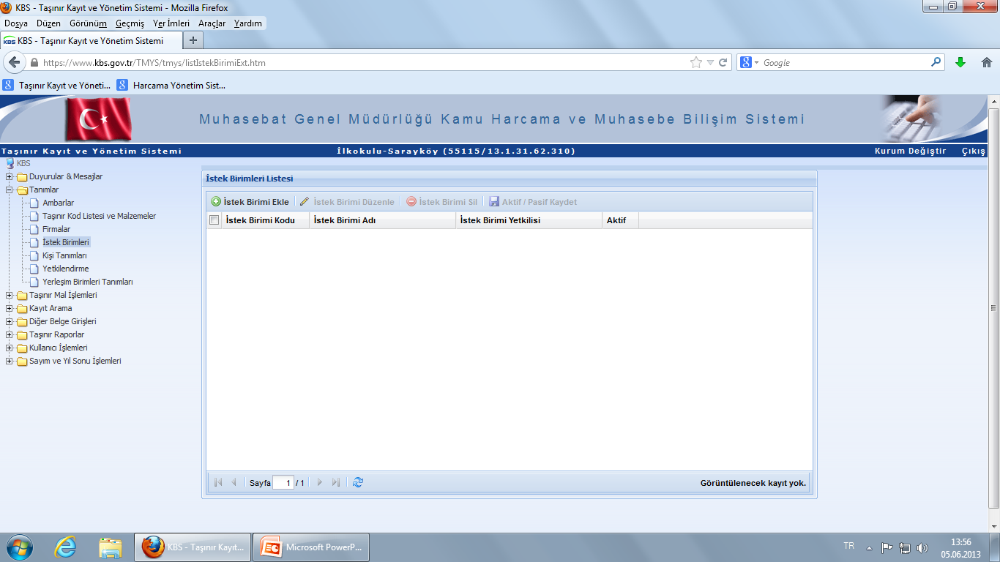 KBS - Taşınır Kayıt ve Yönetim Sistemi - Mozilla Firefox
Dosya Düzen Görünüm Geçmiş Yer İmleri Araçlar Yardım
KBS KBS - Taşınır Kayıt ve Yönetim Sistemi
https://www.kbs.gov.tr/TMYS/tmys/listIstekBirimiExt.htm
Google
Taşınır Kayıt ve Yöneti... Harcama Yönetim Sist...
Muhasebat Genel Müdürlüğü Kamu Harcama ve Muhasebe Bilişim Sistemi
Taşınır Kayıt ve Yönetim Sistemi İlkokulu-Sarayköy (55115/13.1.31.62.310) Kurum Değiştir Çıkış
KBS
Duyurular & Mesajlar
Tanımlar
Ambarlar
Taşınır Kod Listesi ve Malzemeler
Firmalar
İstek Birimleri
Kişi Tanımları
Yetkilendirme
Yerleşim Birimleri Tanımları
Taşınır Mal İşlemleri
Kayıt Arama
Diğer Belge Girişleri
Taşınır Raporlar
Kullanıcı İşlemleri
Sayım ve Yıl Sonu İşlemleri
İstek Birimleri Listesi
İstek Birimi Ekle İstek Birimi Düzenle İstek Birimi Sil Aktif / Pasif Kaydet
İstek Birimi Kodu İstek Birimi Adı İstek Birimi Yetkilisi Aktif
Sayfa 1 / 1 Görüntülenecek kayıt yok.
KBS - Taşınır Kayıt... Microsoft PowerP... TR 13:56
05.06.2013